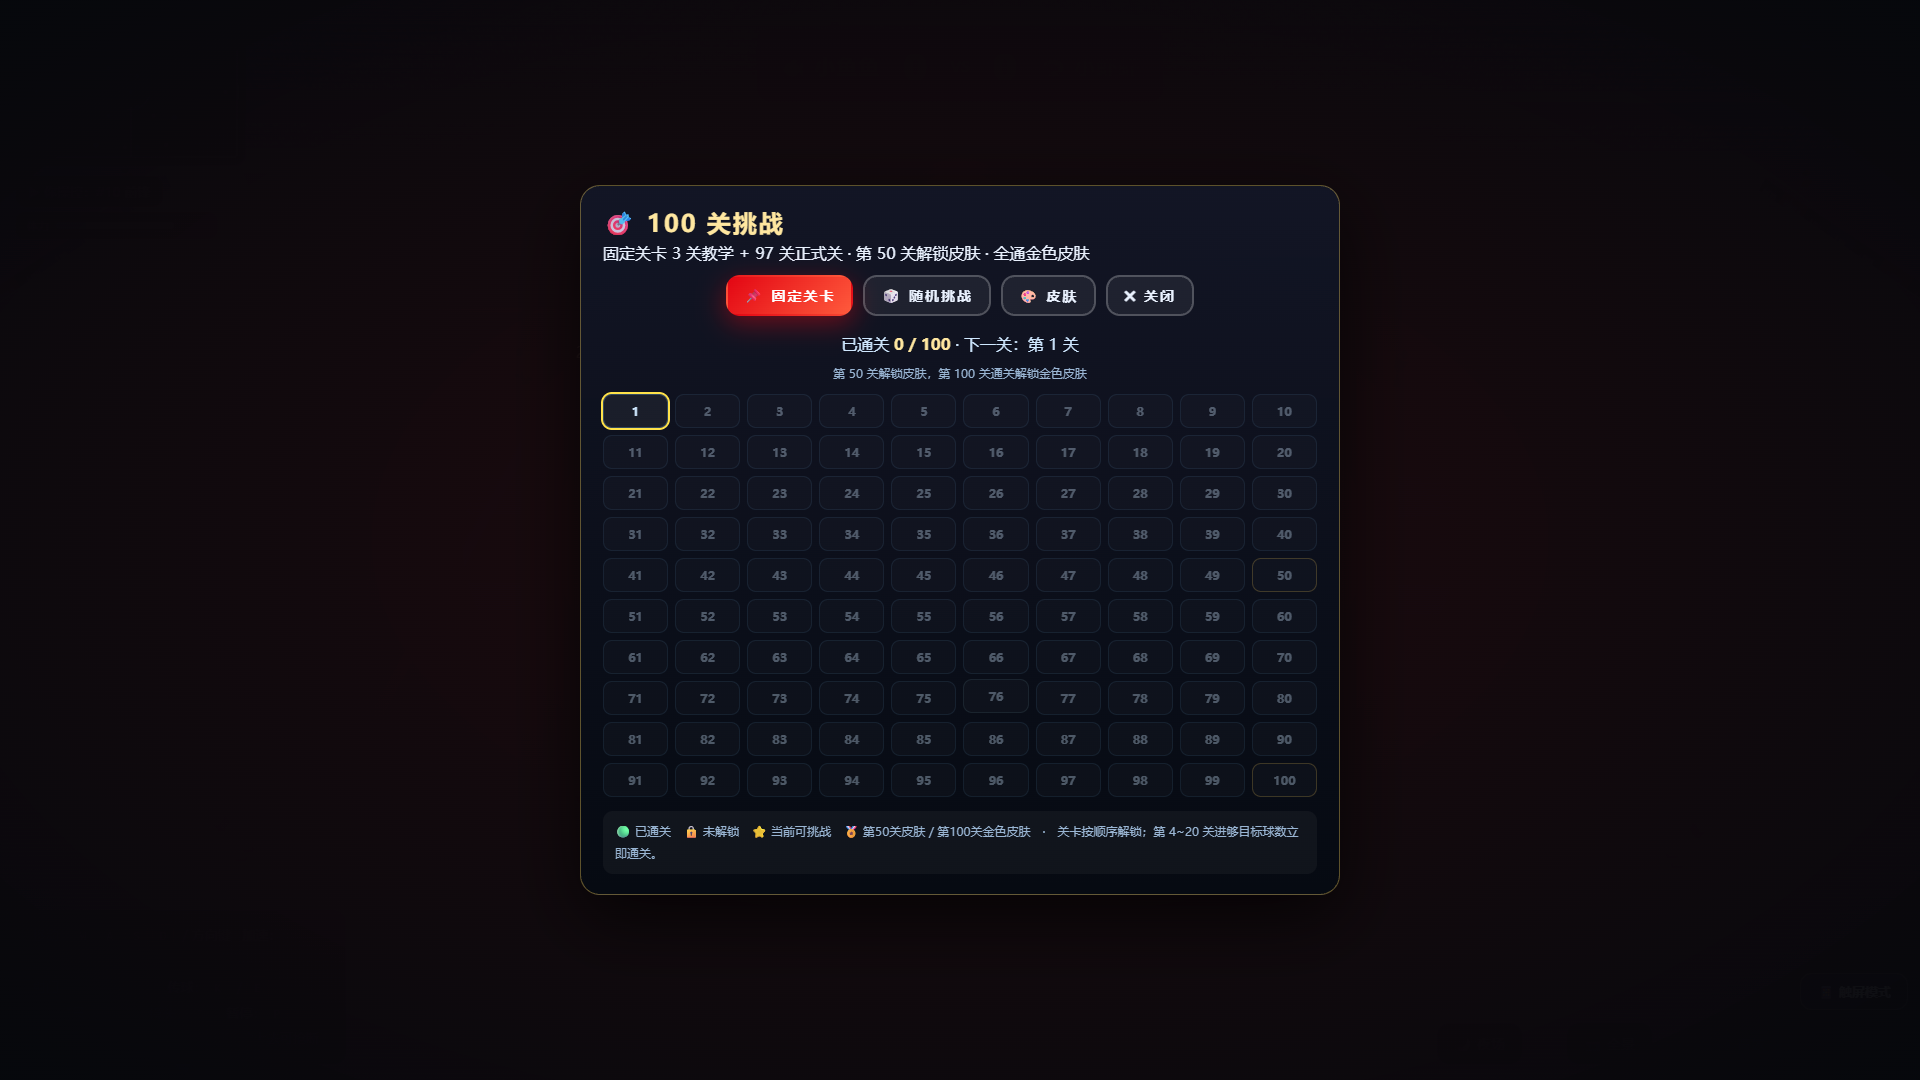 100 关挑战
固定关卡 3 关教学 + 97 关正式关 · 第 50 关解锁皮肤 · 全通金色皮肤
固定关卡 随机挑战 皮肤 ✖ 关闭
已通关 0 / 100 · 下一关：第 1 关
第 50 关解锁皮肤，第 100 关通关解锁金色皮肤
1 2 3 4 5 6 7 8 9 10
11 12 13 14 15 16 17 18 19 20
21 22 23 24 25 26 27 28 29 30
31 32 33 34 35 36 37 38 39 40
41 42 43 44 45 46 47 48 49 50
51 52 53 54 55 56 57 58 59 60
61 62 63 64 65 66 67 68 69 70
71 72 73 74 75 76 77 78 79 80
81 82 83 84 85 86 87 88 89 90
91 92 93 94 95 96 97 98 99 100
已通关 未解锁 当前可挑战 第50关皮肤 / 第100关金色皮肤 · 关卡按顺序解锁；第 4~20 关进够目标球数立
即通关。